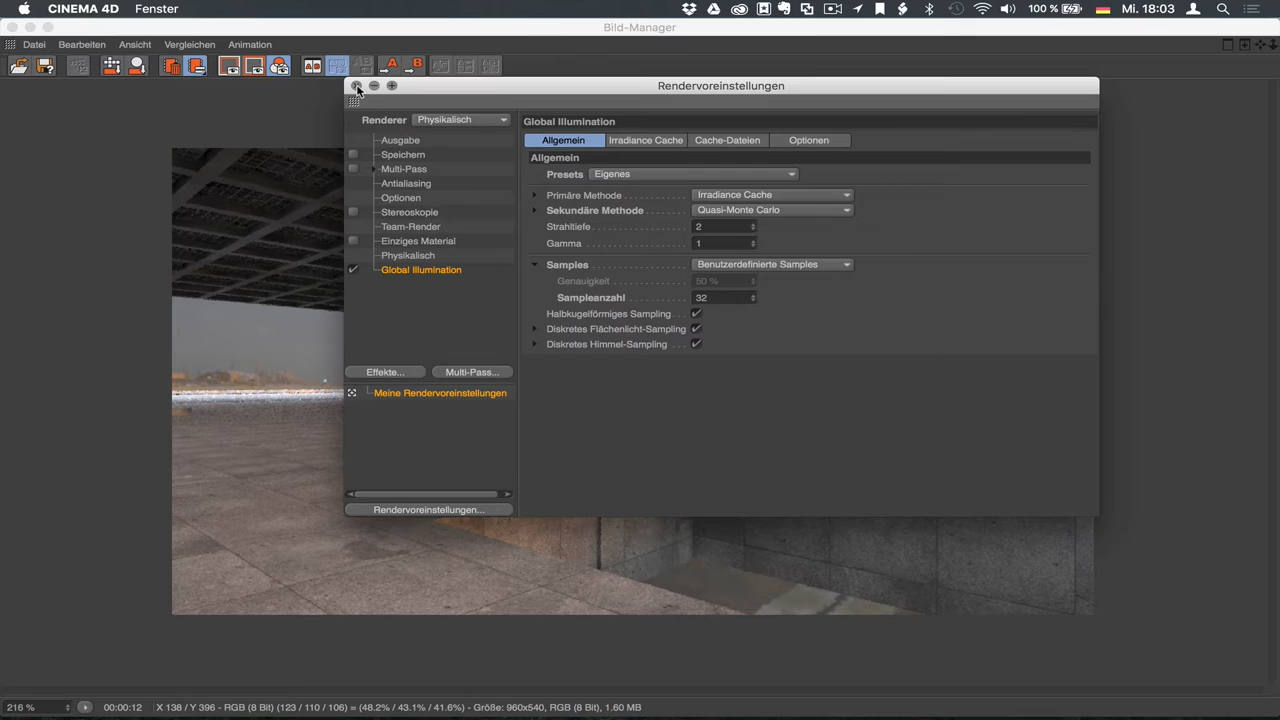 CINEMA 4D Fenster 100 % Mi. 18:03
Bild-Manager
Datei Bearbeiten Ansicht Vergleichen Animation
A B AB
A B
Rendervoreinstellungen
Renderer Physikalisch
Ausgabe
Speichern
Multi-Pass
Antialiasing
Optionen
Stereoskopie
Team-Render
Einziges Material
Physikalisch
Global Illumination
Effekte... Multi-Pass...
Meine Rendervoreinstellungen
Rendervoreinstellungen...
Global Illumination
Allgemein Irradiance Cache Cache-Dateien Optionen
Allgemein
Presets Eigenes
Primäre Methode Irradiance Cache
Sekundäre Methode Quasi-Monte Carlo
Strahltiefe 2
Gamma 1
Samples Benutzerdefinierte Samples
Genauigkeit 50 %
Sampleanzahl 32
Halbkugelförmiges Sampling
Diskretes Flächenlicht-Sampling
Diskretes Himmel-Sampling
216 % 00:00:12 X 138 / Y 396 - RGB (8 Bit) (123 / 110 / 106) = (48.2% / 43.1% / 41.6%) - Größe: 960x540, RGB (8 Bit), 1.60 MB